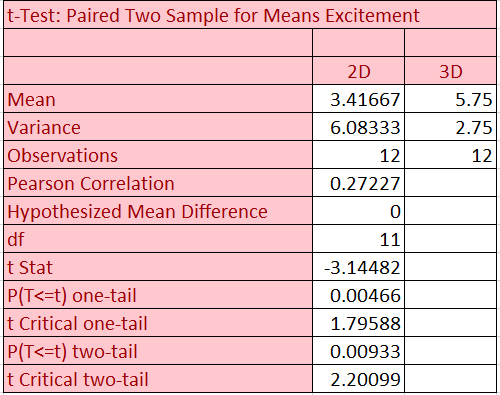 t-Test: Paired Two Sample for Means Excitement
2D 3D
Mean 3.41667 5.75
Variance 6.08333 2.75
Observations 12 12
Pearson Correlation 0.27227
Hypothesized Mean Difference 0
df 11
t Stat -3.14482
P(T<=t) one-tail 0.00466
t Critical one-tail 1.79588
P(T<=t) two-tail 0.00933
t Critical two-tail 2.20099